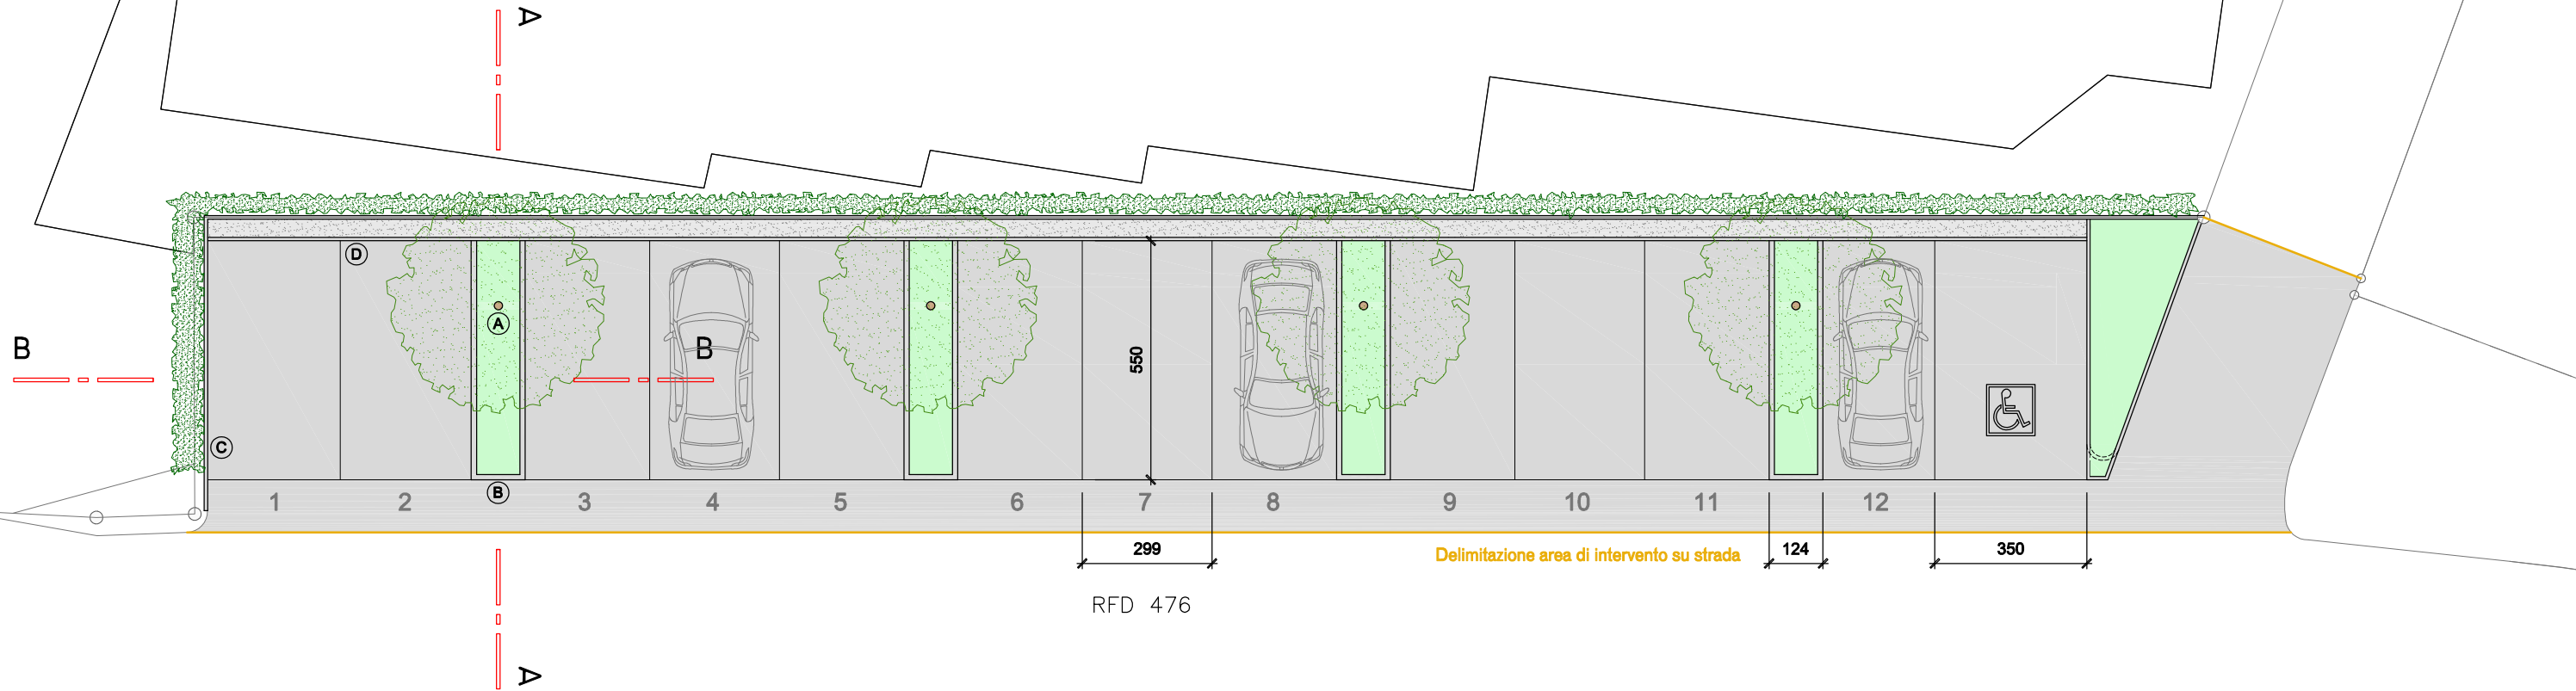 A
D
A
B
B
550
C
B
1 2 3 4 5 6 7 8 9 10 11 12
299
Delimitazione area di intervento su strada
124
350
RFD 476
A